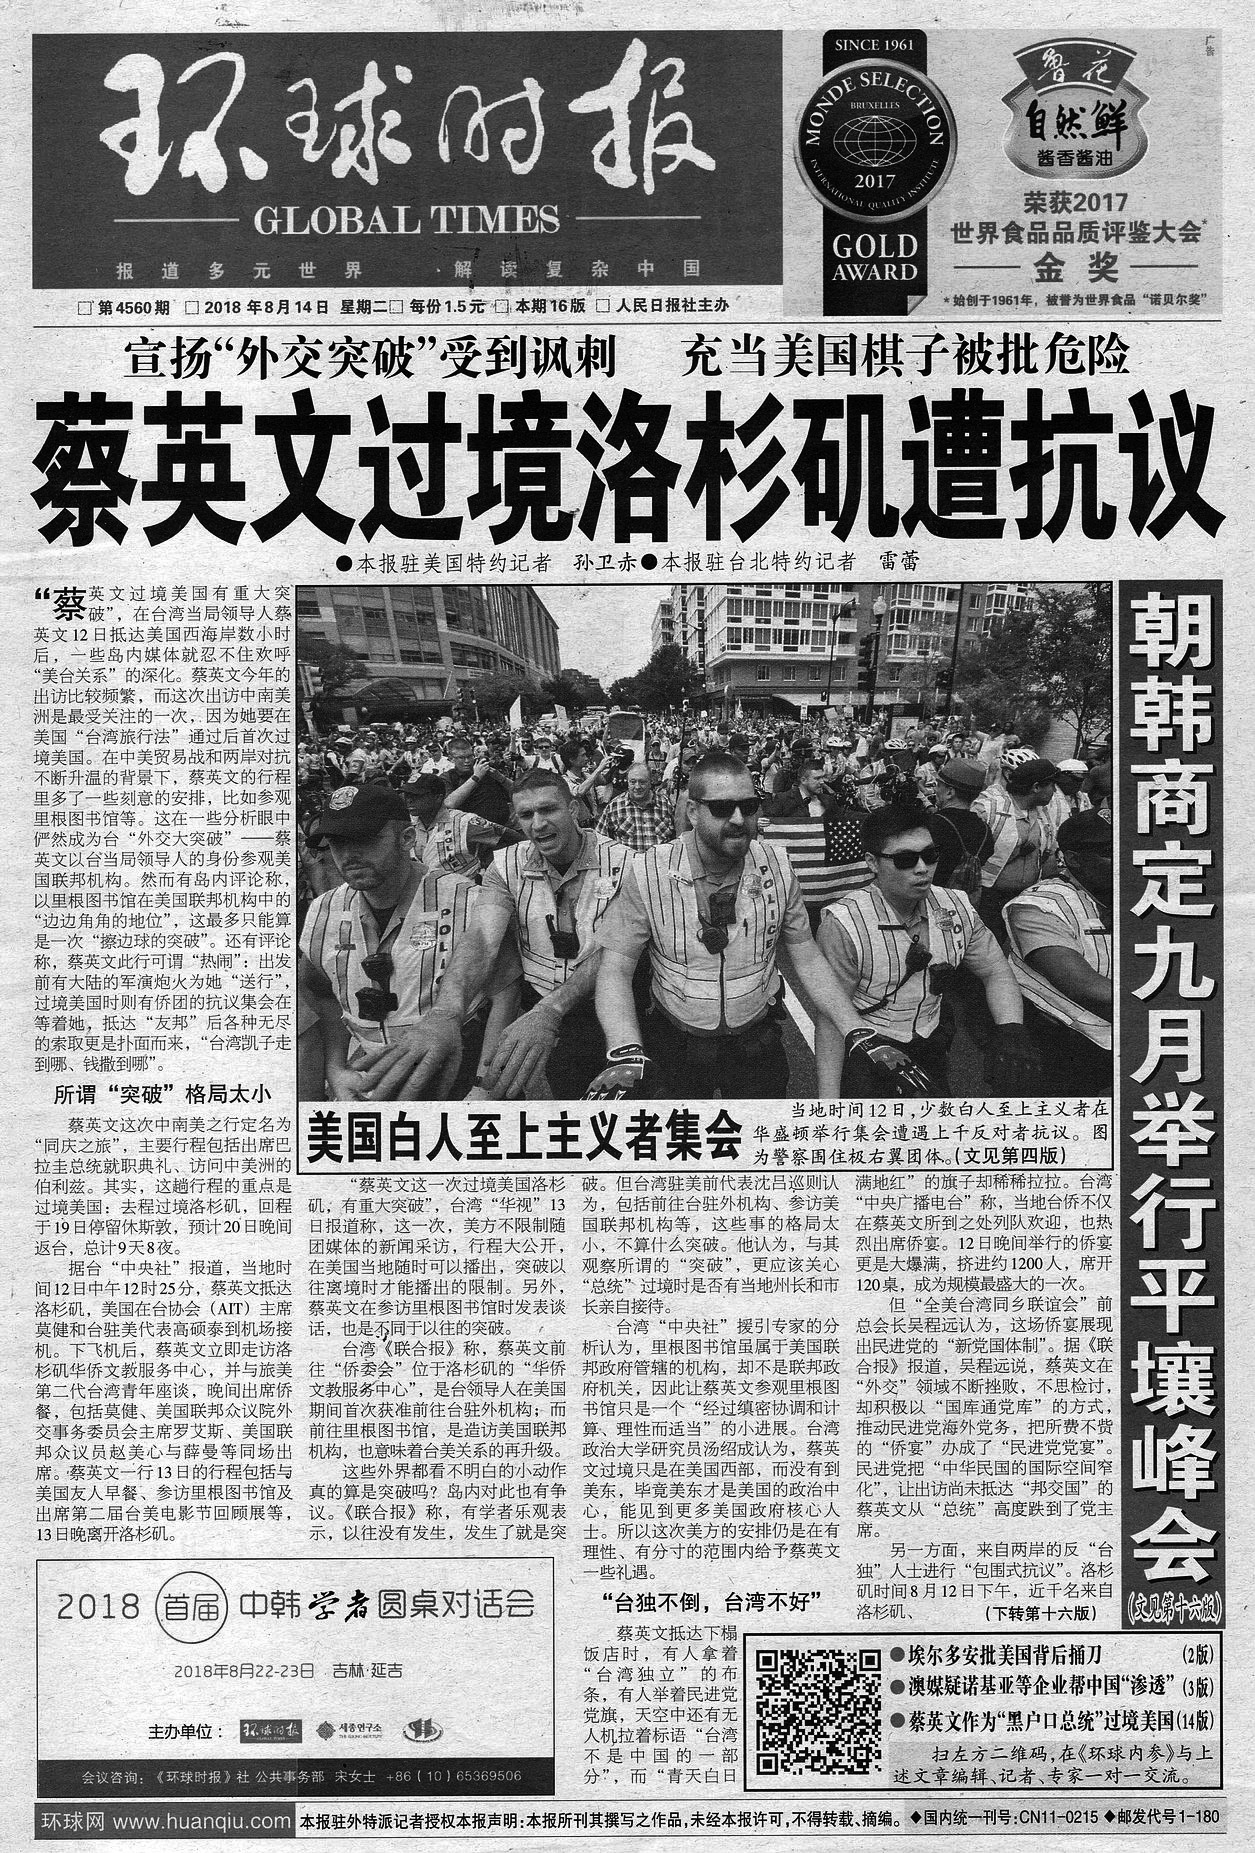 环球时报
GLOBAL TIMES
报道多元世界 解读复杂中国
SINCE 1961
MONDE SELECTION
BRUXELLES
INTERNATIONAL QUALITY INSTITUTE
2017
GOLD
AWARD
广告
鲁花
自然鲜
酱香酱油
荣获2017
世界食品品质评鉴大会*
金奖
*始创于1961年，被誉为世界食品“诺贝尔奖”
□第4560期 □2018年8月14日 星期二□每份1.5元 □本期16版 □人民日报社主办
宣扬“外交突破”受到讽刺 充当美国棋子被批危险
蔡英文过境洛杉矶遭抗议
●本报驻美国特约记者 孙卫赤●本报驻台北特约记者 雷蕾
“蔡英文过境美国有重大突
破”，在台湾当局领导人蔡
英文12日抵达美国西海岸数小时
后，一些岛内媒体就忍不住欢呼
“美台关系”的深化。蔡英文今年的
出访比较频繁，而这次出访中南美
洲是最受关注的一次，因为她要在
美国“台湾旅行法”通过后首次过
境美国。在中美贸易战和两岸对抗
不断升温的背景下，蔡英文的行程
里多了一些刻意的安排，比如参观
里根图书馆等。这在一些分析眼中
俨然成为台“外交大突破”——蔡
英文以台当局领导人的身份参观美
国联邦机构。然而有岛内评论称，
以里根图书馆在美国联邦机构中的
“边边角角的地位”，这最多只能算
是一次“擦边球的突破”。还有评论
称，蔡英文此行可谓“热闹”：出发
前有大陆的军演炮火为她“送行”，
过境美国时则有侨团的抗议集会在
等着她，抵达“友邦”后各种无尽
的索取更是扑面而来，“台湾凯子走
到哪、钱撒到哪”。
所谓“突破”格局太小
蔡英文这次中南美之行定名为
“同庆之旅”，主要行程包括出席巴
拉圭总统就职典礼、访问中美洲的
伯利兹。其实，这趟行程的重点是
过境美国：去程过境洛杉矶，回程
于19日停留休斯敦，预计20日晚间
返台，总计9天8夜。
据台“中央社”报道，当地时
间12日中午12时25分，蔡英文抵达
洛杉矶，美国在台协会（AIT）主席
莫健和台驻美代表高硕泰到机场接
机。下飞机后，蔡英文立即走访洛
杉矶华侨文教服务中心，并与旅美
第二代台湾青年座谈，晚间出席侨
餐，包括莫健、美国联邦众议院外
交事务委员会主席罗艾斯、美国联
邦众议员赵美心与薛曼等同场出
席。蔡英文一行13日的行程包括与
美国友人早餐、参访里根图书馆及
出席第二届台美电影节回顾展等，
13日晚离开洛杉矶。
POLICE
POLICE
美国白人至上主义者集会
当地时间12日，少数白人至上主义者在
华盛顿举行集会遭遇上千反对者抗议。图
为警察围住极右翼团体。（文见第四版）
“蔡英文这一次过境美国洛杉
矶，有重大突破”，台湾“华视”13
日报道称，这一次，美方不限制随
团媒体的新闻采访，行程大公开，
在美国当地随时可以播出，突破以
往离境时才能播出的限制。另外，
蔡英文在参访里根图书馆时发表谈
话，也是不同于以往的突破。
台湾《联合报》称，蔡英文前
往“侨委会”位于洛杉矶的“华侨
文教服务中心”，是台领导人在美国
期间首次获准前往台驻外机构；而
前往里根图书馆，是造访美国联邦
机构，也意味着台美关系的再升级。
这些外界都看不明白的小动作
真的算是突破吗？岛内对此也有争
议。《联合报》称，有学者乐观表
示，以往没有发生，发生了就是突
破。但台湾驻美前代表沈吕巡则认
为，包括前往台驻外机构、参访美
国联邦机构等，这些事的格局太
小，不算什么突破。他认为，与其
观察所谓的“突破”，更应该关心
“总统”过境时是否有当地州长和市
长亲自接待。
台湾“中央社”援引专家的分
析认为，里根图书馆虽属于美国联
邦政府管辖的机构，却不是联邦政
府机关，因此让蔡英文参观里根图
书馆只是一个“经过缜密协调和计
算、理性而适当”的小进展。台湾
政治大学研究员汤绍成认为，蔡英
文过境只是在美国西部，而没有到
美东，毕竟美东才是美国的政治中
心，能见到更多美国政府核心人
士。所以这次美方的安排仍是在有
理性、有分寸的范围内给予蔡英文
一些礼遇。
“台独不倒，台湾不好”
蔡英文抵达下榻
饭店时，有人拿着
“台湾独立”的布
条，有人举着民进党
党旗，天空中还有无
人机拉着标语“台湾
不是中国的一部
分”，而“青天白日
满地红”的旗子却稀稀拉拉。台湾
“中央广播电台”称，当地台侨不仅
在蔡英文所到之处列队欢迎，也热
烈出席侨宴。12日晚间举行的侨宴
更是大爆满，挤进约1200人，席开
120桌，成为规模最盛大的一次。
但“全美台湾同乡联谊会”前
总会长吴程远认为，这场侨宴展现
出民进党的“新党国体制”。据《联
合报》报道，吴程远说，蔡英文在
“外交”领域不断挫败，不思检讨，
却积极以“国库通党库”的方式，
推动民进党海外党务，把所费不赀
的“侨宴”办成了“民进党党宴”。
民进党把“中华民国的国际空间窄
化”，让出访尚未抵达“邦交国”的
蔡英文从“总统”高度跌到了党主
席。
另一方面，来自两岸的反“台
独”人士进行“包围式抗议”。洛杉
矶时间8月12日下午，近千名来自
洛杉矶、 （下转第十六版）
朝韩商定九月举行平壤峰会
（文见第十六版）
2018 首届 中韩学者圆桌对话会
2018年8月22-23日 吉林·延吉
主办单位： 环球时报 세종연구소
THE SEJONG INSTITUTE
会议咨询：《环球时报》社 公共事务部 宋女士 +86（10）65369506
●埃尔多安批美国背后捅刀 （2版）
●澳媒疑诺基亚等企业帮中国“渗透”（3版）
●蔡英文作为“黑户口总统”过境美国（14版）
扫左方二维码，在《环球内参》与上
述文章编辑、记者、专家一对一交流。
环球网 www.huanqiu.com 本报驻外特派记者授权本报声明：本报所刊其撰写之作品，未经本报许可，不得转载、摘编。 ◆国内统一刊号：CN11-0215 ◆邮发代号1-180